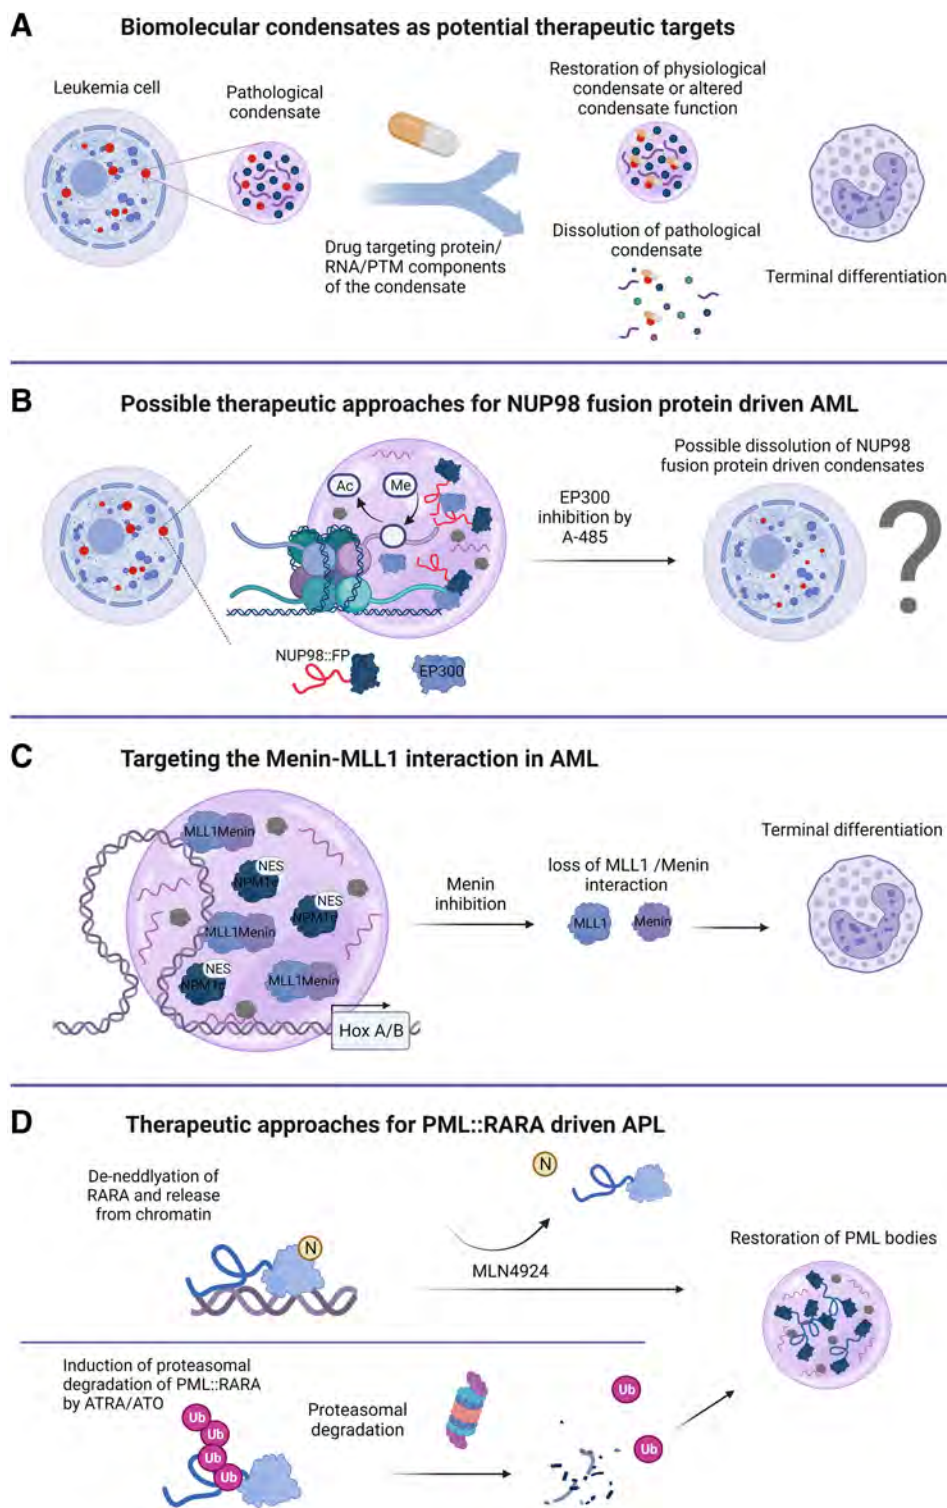 A
Biomolecular condensates as potential therapeutic targets
Leukemia cell
Pathological
condensate
Drug targeting protein/
RNA/PTM components
of the condensate
Restoration of physiological
condensate or altered
condensate function
Dissolution of pathological
condensate
Terminal differentiation
B
Possible therapeutic approaches for NUP98 fusion protein driven AML
Ac
Me
NUP98::FP
EP300
EP300
inhibition by
A-485
Possible dissolution of NUP98
fusion protein driven condensates
?
C
Targeting the Menin-MLL1 interaction in AML
MLL1Menin
NES
NPM1c
NES
NPM1c
MLL1Menin
NES
NPM1c
MLL1Menin
Hox A/B
Menin
inhibition
loss of MLL1 /Menin
interaction
MLL1
Menin
Terminal differentiation
D
Therapeutic approaches for PML::RARA driven APL
De-neddlyation of
RARA and release
from chromatin
N
N
MLN4924
Restoration of PML
bodies
Induction of proteasomal
degradation of PML::RARA
by ATRA/ATO
Ub
Ub
Ub
Ub
Proteasomal
degradation
Ub
Ub